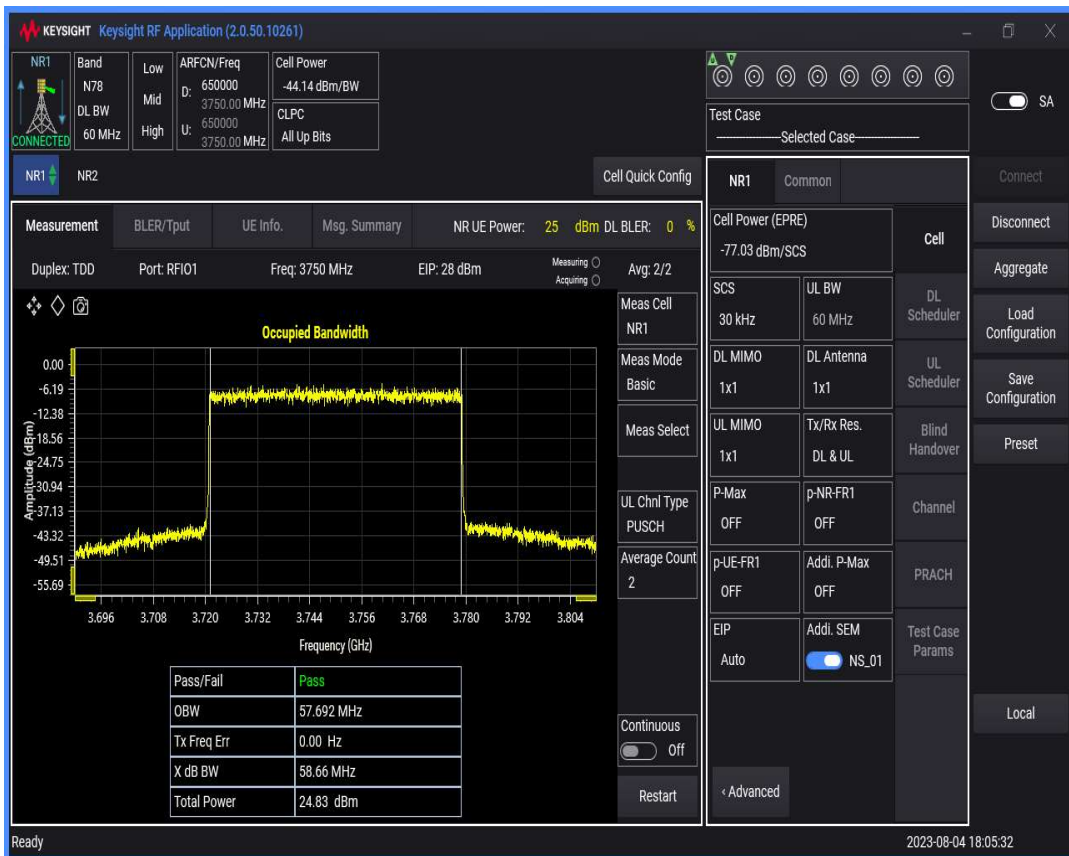 KEYSIGHT Keysight RF Application (2.0.50.10261)
NR1
CONNECTED
Band
N78
DL BW
60 MHz
Low
Mid
High
ARFCN/Freq
D: 650000
3750.00 MHz
U: 650000
3750.00 MHz
Cell Power
-44.14 dBm/BW
CLPC
All Up Bits
Test Case
Selected Case
SA
NR1
NR2
Cell Quick Config
Measurement
BLER/Tput
UE Info.
Msg. Summary
NR UE Power: 25 dBm DL BLER: 0 %
Duplex: TDD
Port: RFIO1
Freq: 3750 MHz
EIP: 28 dBm
Measuring
Acquiring
Avg: 2/2
Occupied Bandwidth
Amplitude (dBm)
0.00
-6.19
-12.38
-18.56
-24.75
-30.94
-37.13
-43.32
-49.51
-55.69
3.696 3.708 3.720 3.732 3.744 3.756 3.768 3.780 3.792 3.804
Frequency (GHz)
Pass/Fail Pass
OBW 57.692 MHz
Tx Freq Err 0.00 Hz
X dB BW 58.66 MHz
Total Power 24.83 dBm
Meas Cell
NR1
Meas Mode
Basic
Meas Select
UL Chnl Type
PUSCH
Average Count
2
Continuous
Off
Restart
NR1
Common
Cell Power (EPRE)
-77.03 dBm/SCS
SCS
30 kHz
UL BW
60 MHz
DL MIMO
1x1
DL Antenna
1x1
UL MIMO
1x1
Tx/Rx Res.
DL & UL
P-Max
OFF
p-NR-FR1
OFF
p-UE-FR1
OFF
Addi. P-Max
OFF
EIP
Auto
Addi. SEM
NS_01
‹ Advanced
Cell
DL
Scheduler
UL
Scheduler
Blind
Handover
Channel
PRACH
Test Case
Params
Connect
Disconnect
Aggregate
Load
Configuration
Save
Configuration
Preset
Local
Ready
2023-08-04 18:05:32